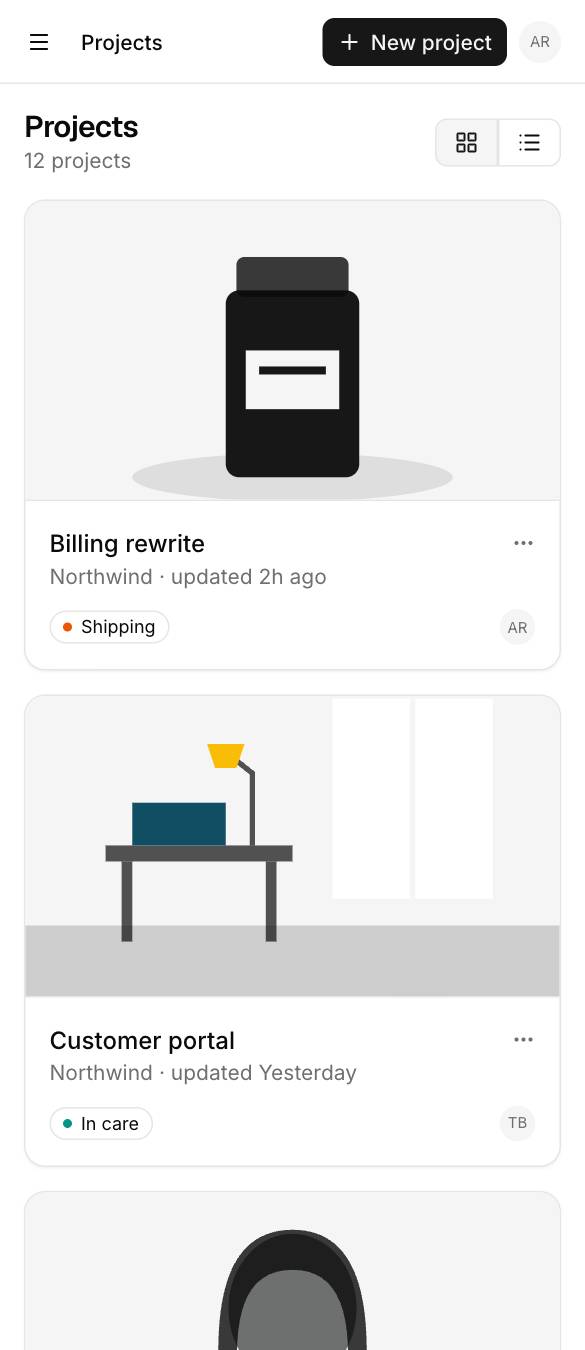 Projects
New project
AR
Projects
12 projects
Billing rewrite
Northwind · updated 2h ago
Shipping
AR
Customer portal
Northwind · updated Yesterday
In care
TB